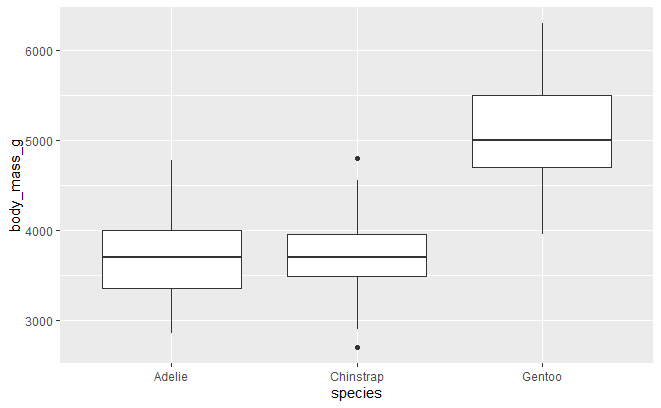 body_mass_g
6000
5000
4000
3000
Adelie
Chinstrap
Gentoo
species